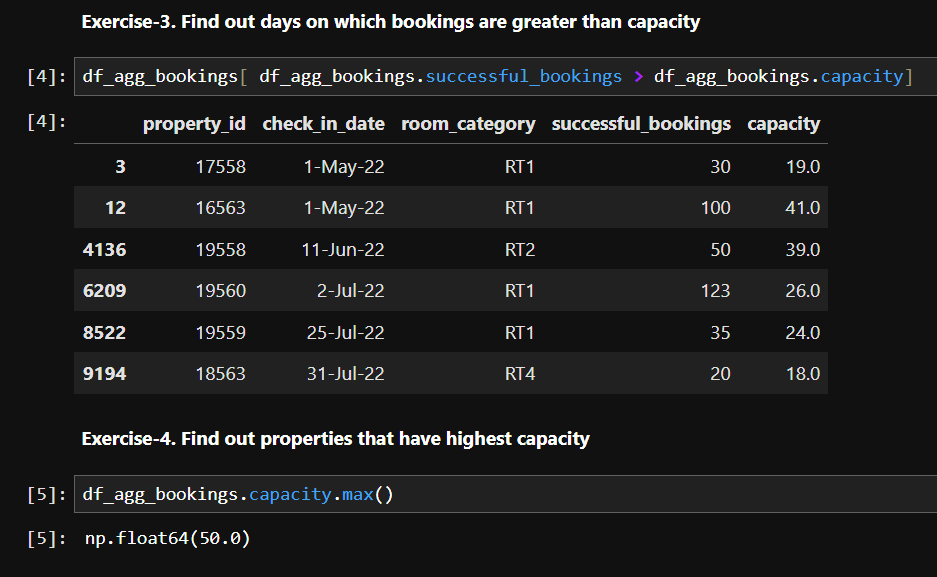 Exercise-3. Find out days on which bookings are greater than capacity
[4]: df_agg_bookings[ df_agg_bookings.successful_bookings > df_agg_bookings.capacity]
[4]:
property_id check_in_date room_category successful_bookings capacity
3 17558 1-May-22 RT1 30 19.0
12 16563 1-May-22 RT1 100 41.0
4136 19558 11-Jun-22 RT2 50 39.0
6209 19560 2-Jul-22 RT1 123 26.0
8522 19559 25-Jul-22 RT1 35 24.0
9194 18563 31-Jul-22 RT4 20 18.0
Exercise-4. Find out properties that have highest capacity
[5]: df_agg_bookings.capacity.max()
[5]: np.float64(50.0)